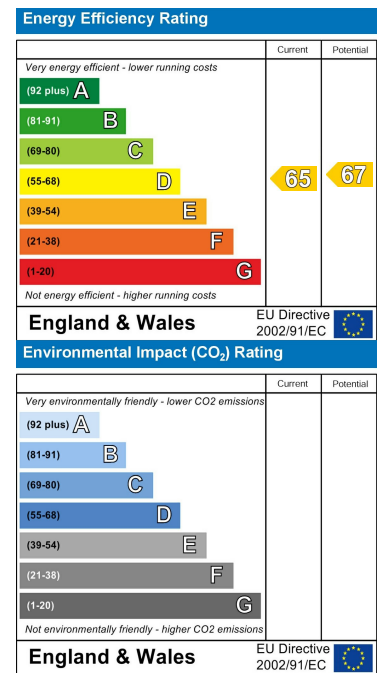 Energy Efficiency Rating
Current Potential
Very energy efficient - lower running costs
(92 plus) A
(81-91) B
(69-80) C
(55-68) D
65 67
(39-54) E
(21-38) F
(1-20) G
Not energy efficient - higher running costs
England & Wales
EU Directive
2002/91/EC
Environmental Impact (CO₂) Rating
Current Potential
Very environmentally friendly - lower CO2 emissions
(92 plus) A
(81-91) B
(69-80) C
(55-68) D
(39-54) E
(21-38) F
(1-20) G
Not environmentally friendly - higher CO2 emissions
England & Wales
EU Directive
2002/91/EC